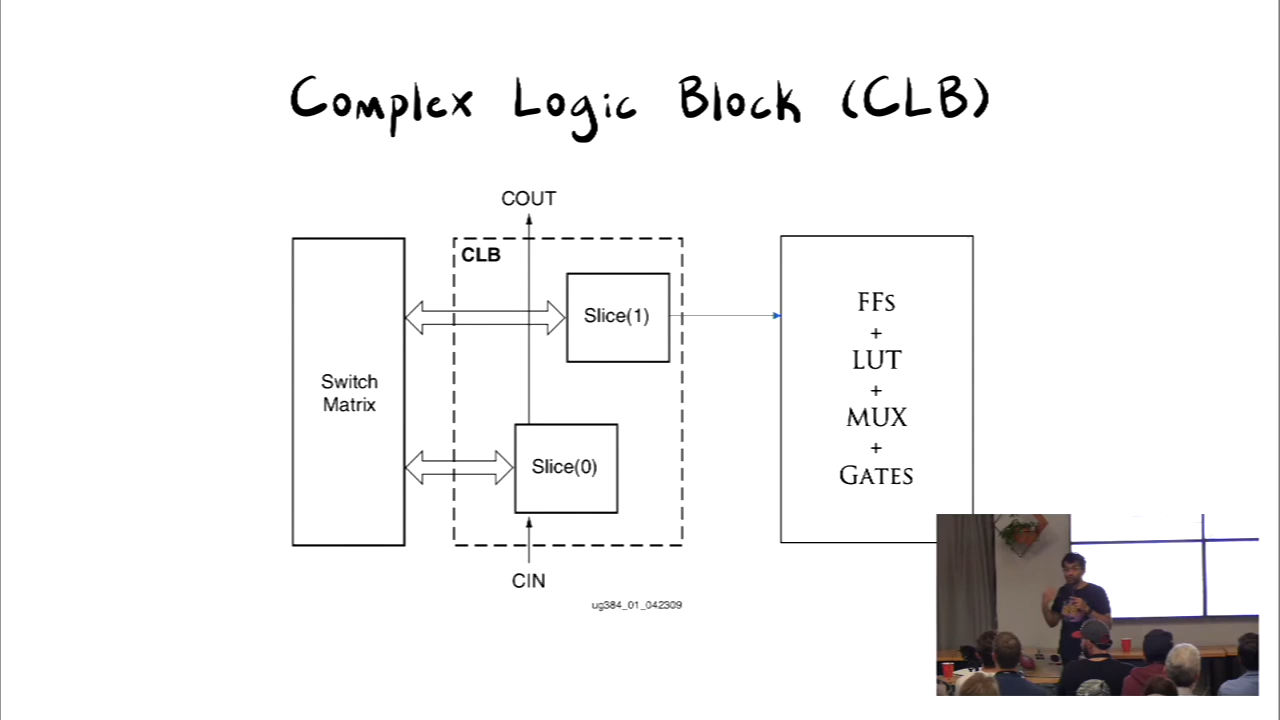 Complex Logic Block (CLB)
COUT
CLB
Slice(1)
Switch
Matrix
Slice(0)
CIN
ug384_01_042309
FFs
+
LUT
+
MUX
+
GATES